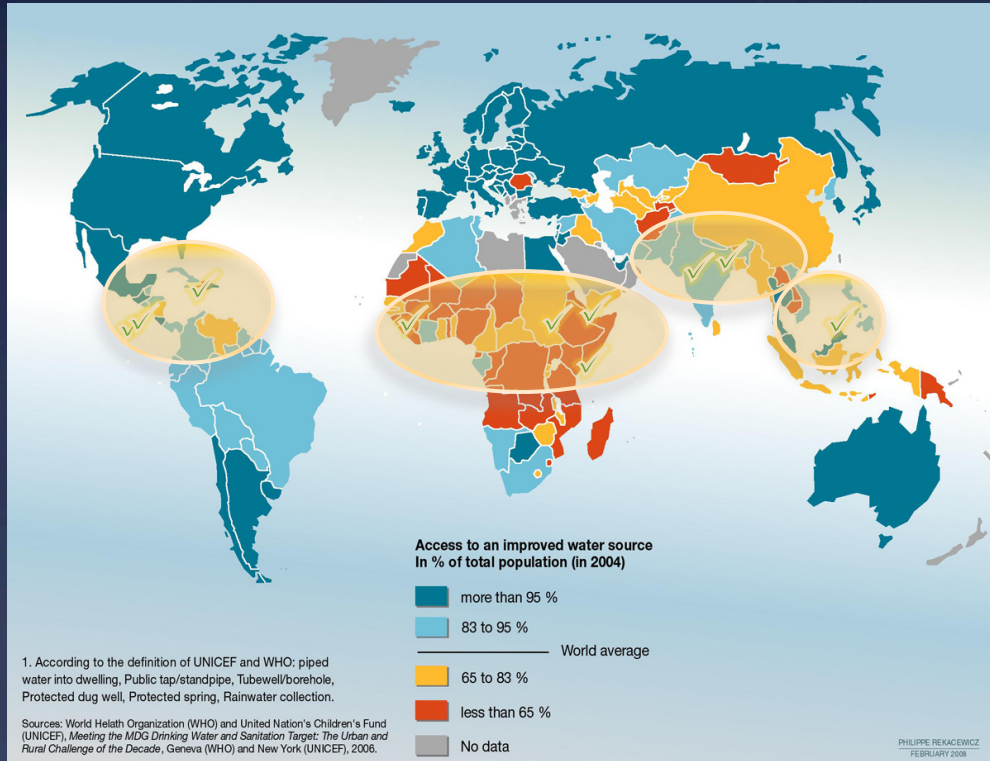 Access to an improved water source
In % of total population (in 2004)
more than 95 %
83 to 95 %
World average
65 to 83 %
less than 65 %
No data
1. According to the definition of UNICEF and WHO: piped
water into dwelling, Public tap/standpipe, Tubewell/borehole,
Protected dug well, Protected spring, Rainwater collection.
Sources: World Helath Organization (WHO) and United Nation's Children's Fund
(UNICEF), Meeting the MDG Drinking Water and Sanitation Target: The Urban and
Rural Challenge of the Decade, Geneva (WHO) and New York (UNICEF), 2006.
PHILIPPE REKACEWICZ
FEBRUARY 2008